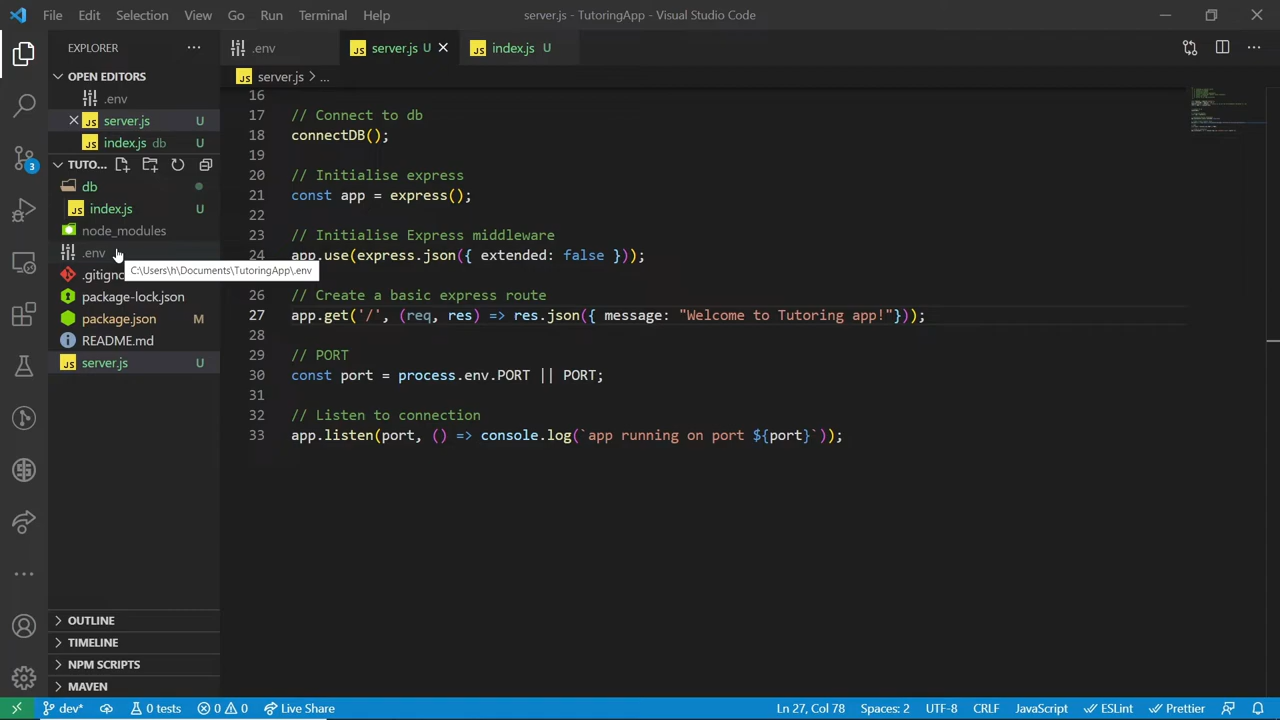 File Edit Selection View Go Run Terminal Help server.js - TutoringApp - Visual Studio Code
EXPLORER
OPEN EDITORS
.env
server.js U
index.js db U
TUTO...
db
index.js U
node_modules
.env
C:\Users\h\Documents\TutoringApp\.env
.gitigno
package-lock.json
package.json M
README.md
server.js U
OUTLINE
TIMELINE
NPM SCRIPTS
MAVEN
3
.env
JS server.js U
JS index.js U
JS server.js > ...
16
17 // Connect to db
18 connectDB();
19
20 // Initialise express
21 const app = express();
22
23 // Initialise Express middleware
24 app.use(express.json({ extended: false }));
26 // Create a basic express route
27 app.get('/', (req, res) => res.json({ message: "Welcome to Tutoring app!"}));
28
29 // PORT
30 const port = process.env.PORT || PORT;
31
32 // Listen to connection
33 app.listen(port, () => console.log(`app running on port ${port}`));
dev* 0 tests 0 0 Live Share Ln 27, Col 78 Spaces: 2 UTF-8 CRLF JavaScript ESLint Prettier